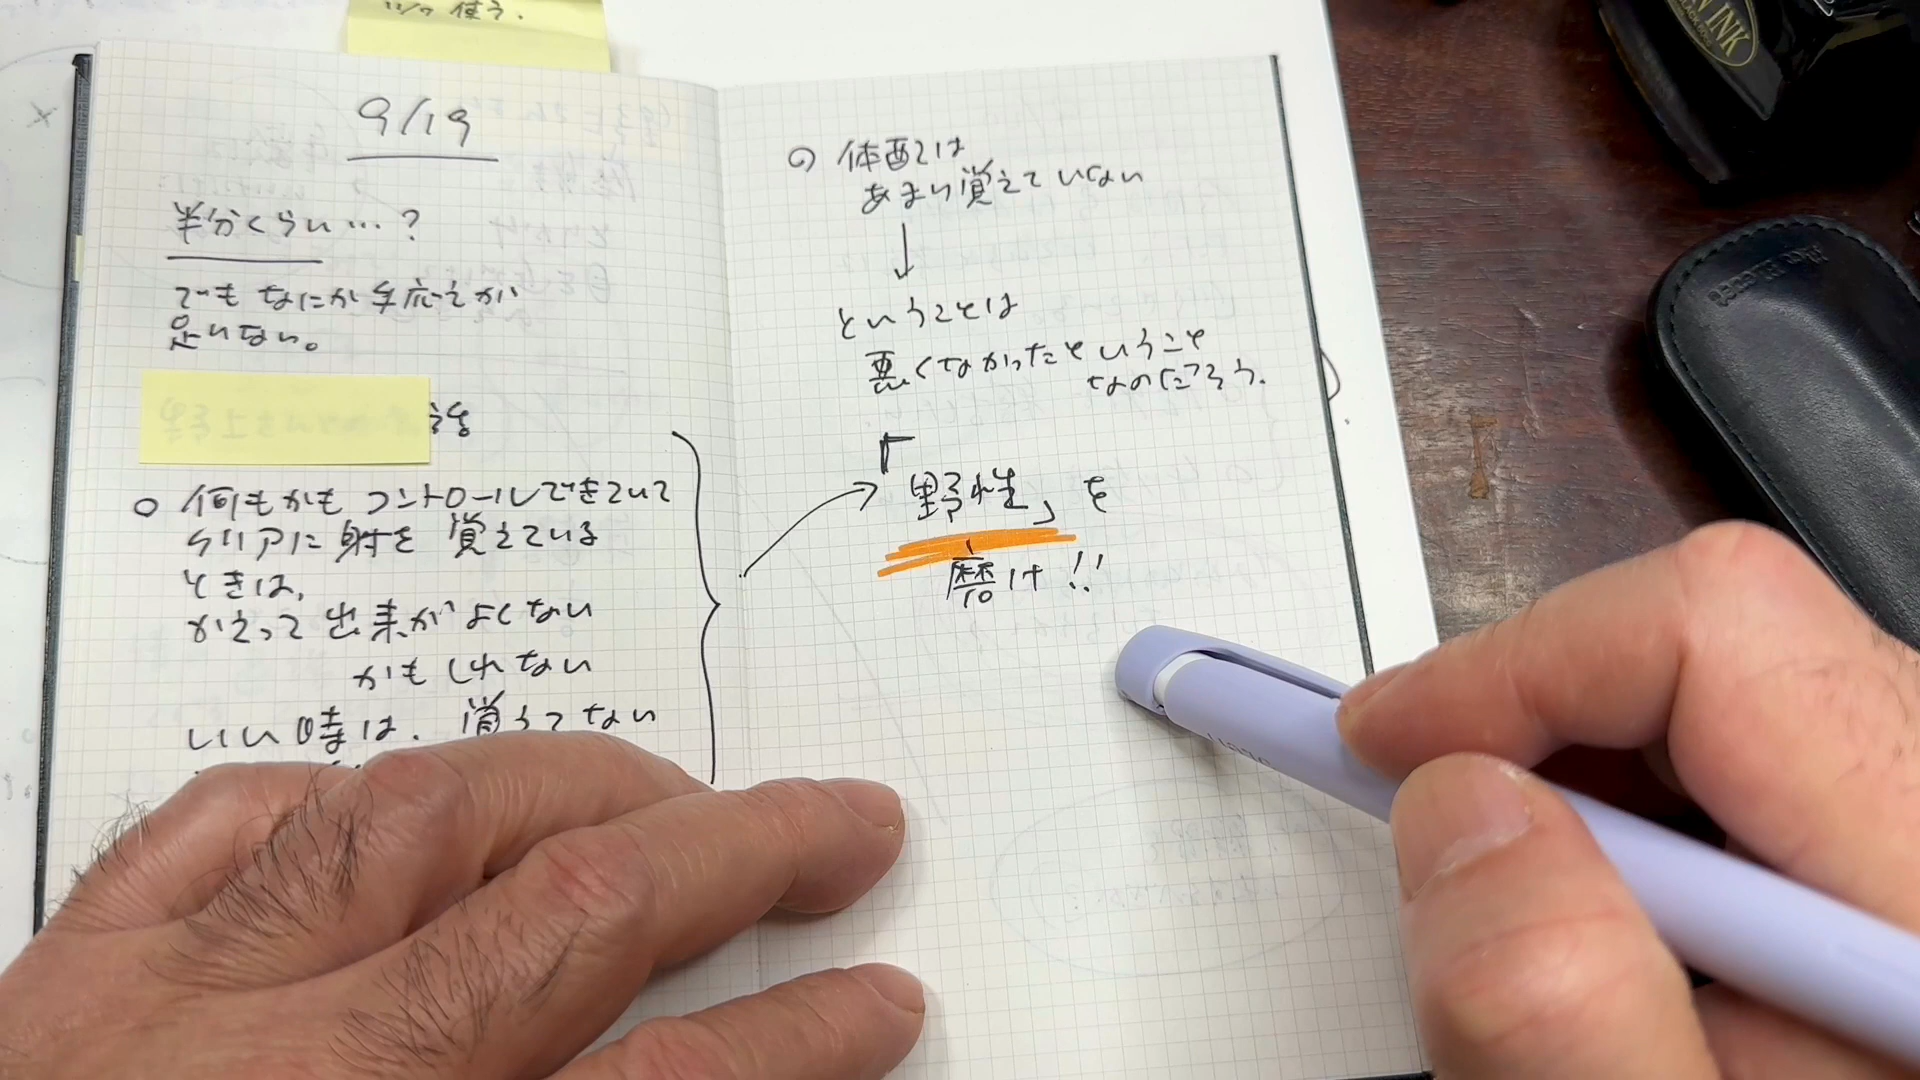 使う.
9/19
半分くらい…?
でもなにか手応えが
足りない。
話
○ 何もかもコントロールできていて
クリアに射を覚えている
ときは、
かえって出来がよくない
かもしれない
いい時は、覚えてない
○ 体配は
あまり覚えていない
↓
ということは
悪くなかったということ
なのだろう.
「野性」を
磨け!!
INK